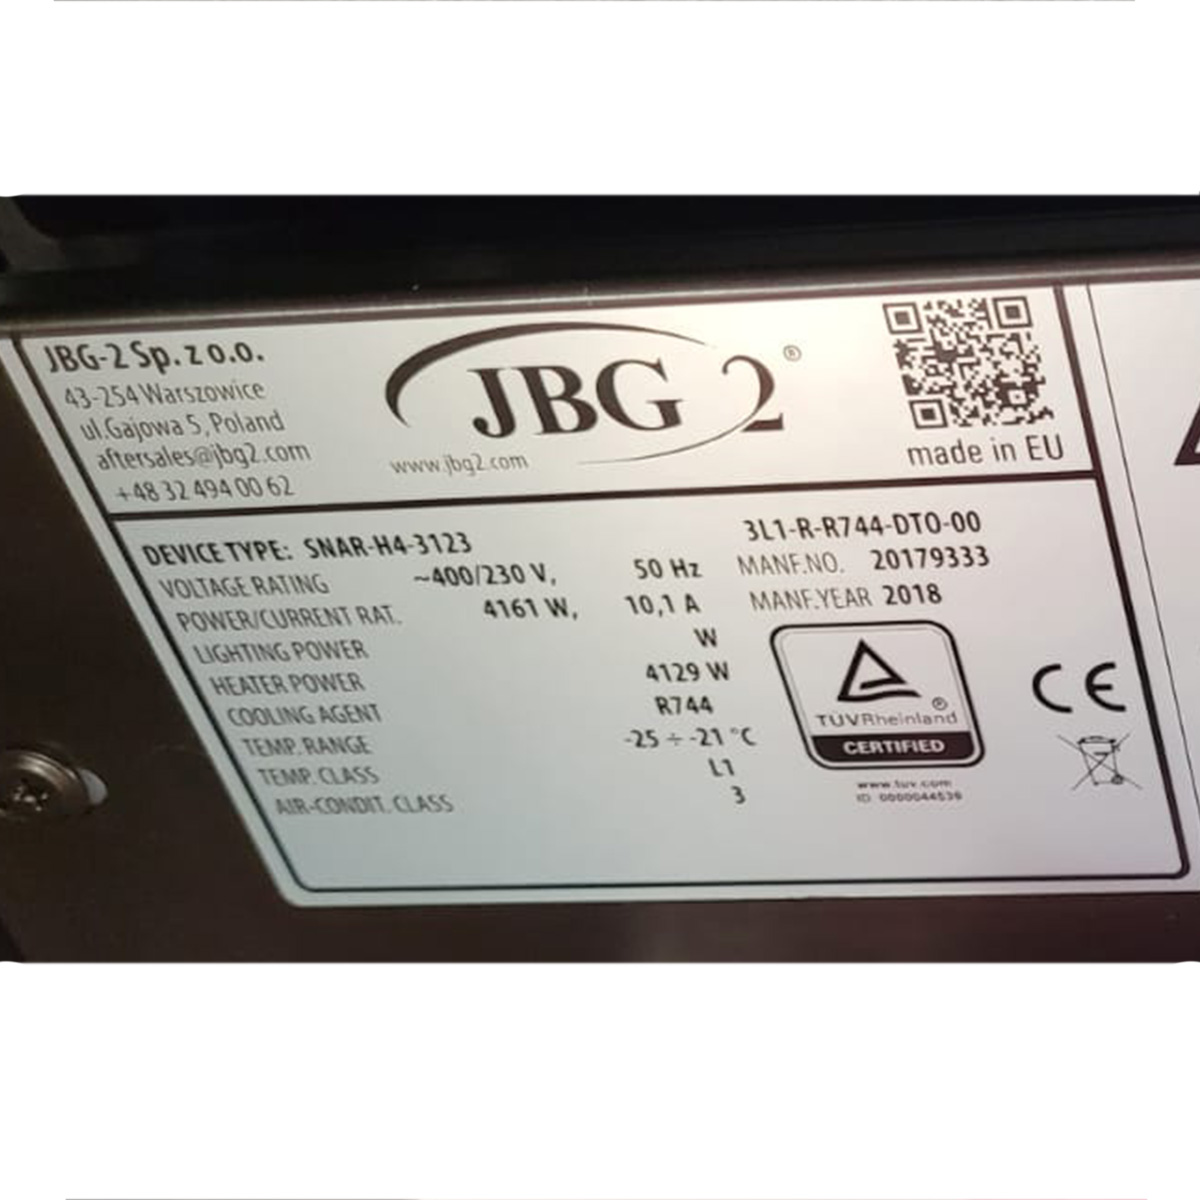 JBG-2 Sp. z o.o.
43-254 Warszowice
ul.Gajowa 5, Poland
aftersales@jbg2.com
+48 32 494 00 62
JBG 2®
www.jbg2.com
made in EU
DEVICE TYPE: SNAR-H4-3123 3L1-R-R744-DTO-00
VOLTAGE RATING ~400/230 V, 50 Hz MANF.NO. 20179333
POWER/CURRENT RAT. 4161 W, 10,1 A MANF.YEAR 2018
LIGHTING POWER W
HEATER POWER 4129 W
COOLING AGENT R744
TEMP. RANGE -25 ÷ -21 °C
TEMP. CLASS L1
AIR-CONDIT. CLASS 3
TÜVRheinland®
CERTIFIED
www.tuv.com
ID 0000044539
CE